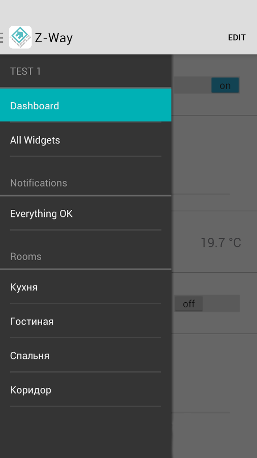 Z-Way
EDIT
TEST 1
on
Dashboard
All Widgets
Notifications
Everything OK
19.7 °C
Rooms
Кухня
off
Гостиная
Спальня
Коридор